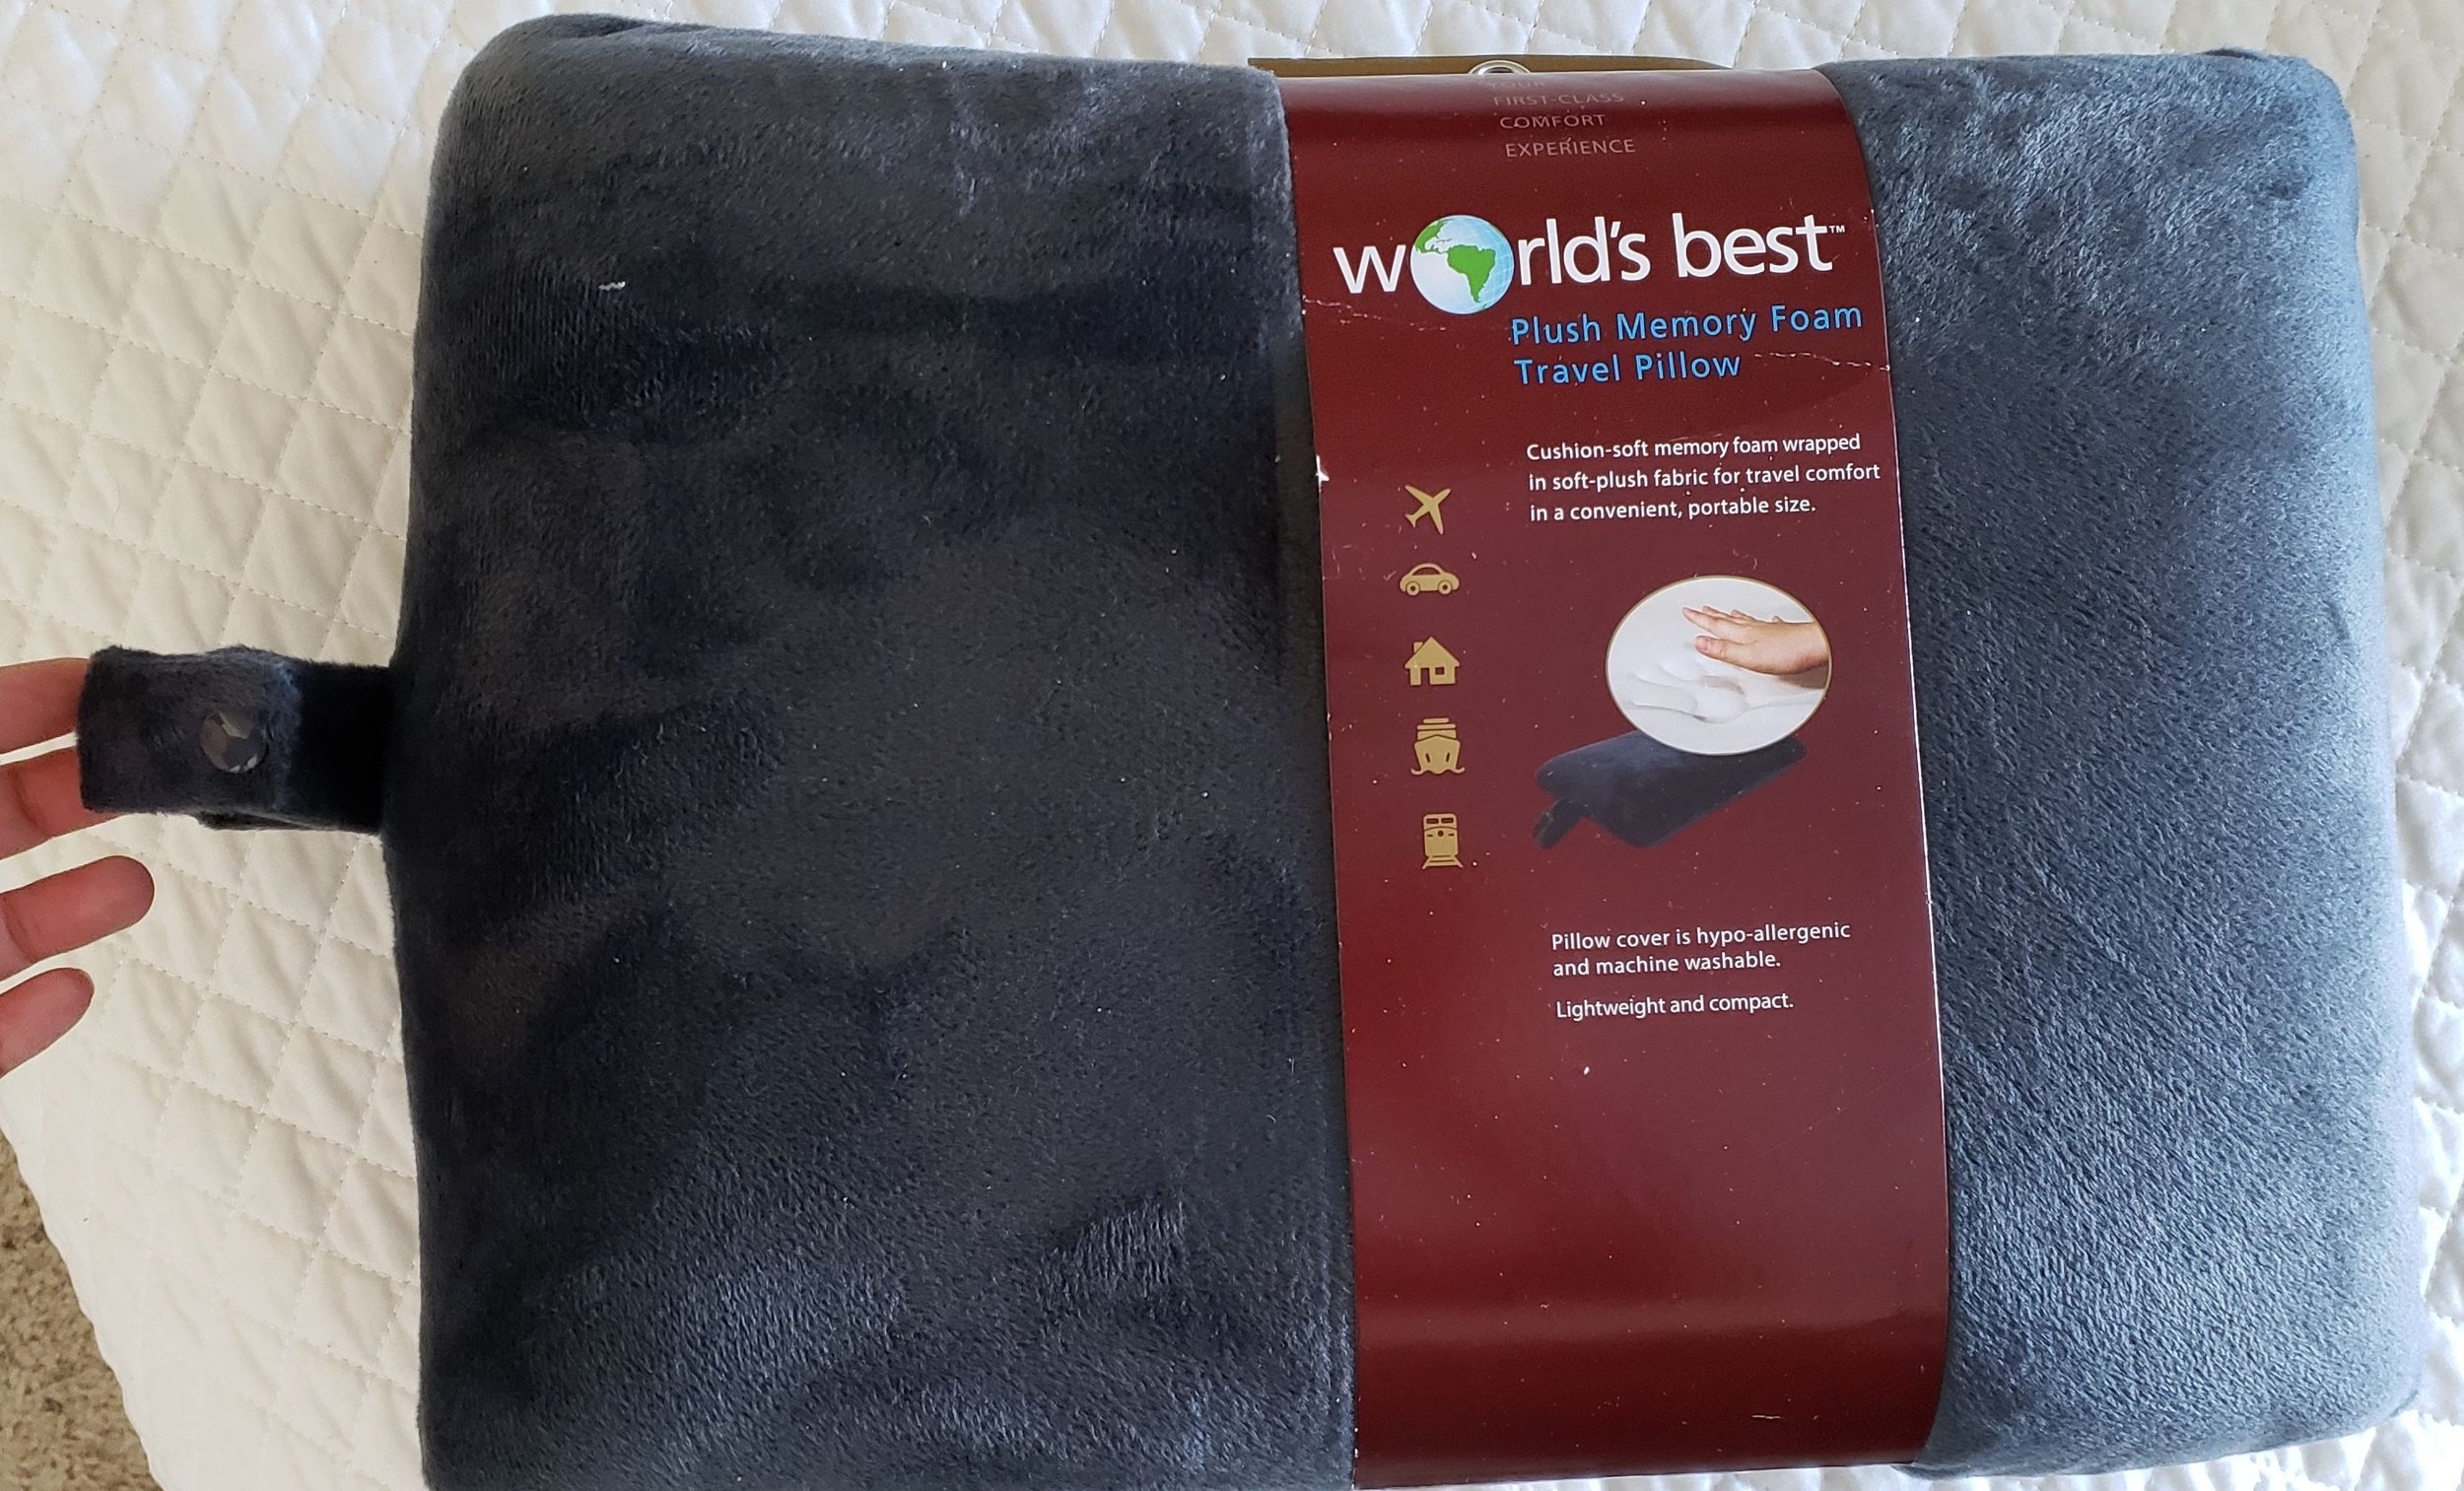 YOUR
FIRST-CLASS
COMFORT
EXPERIENCE
world's best™
Plush Memory Foam
Travel Pillow
Cushion-soft memory foam wrapped
in soft-plush fabric for travel comfort
in a convenient, portable size.
Pillow cover is hypo-allergenic
and machine washable.
Lightweight and compact.